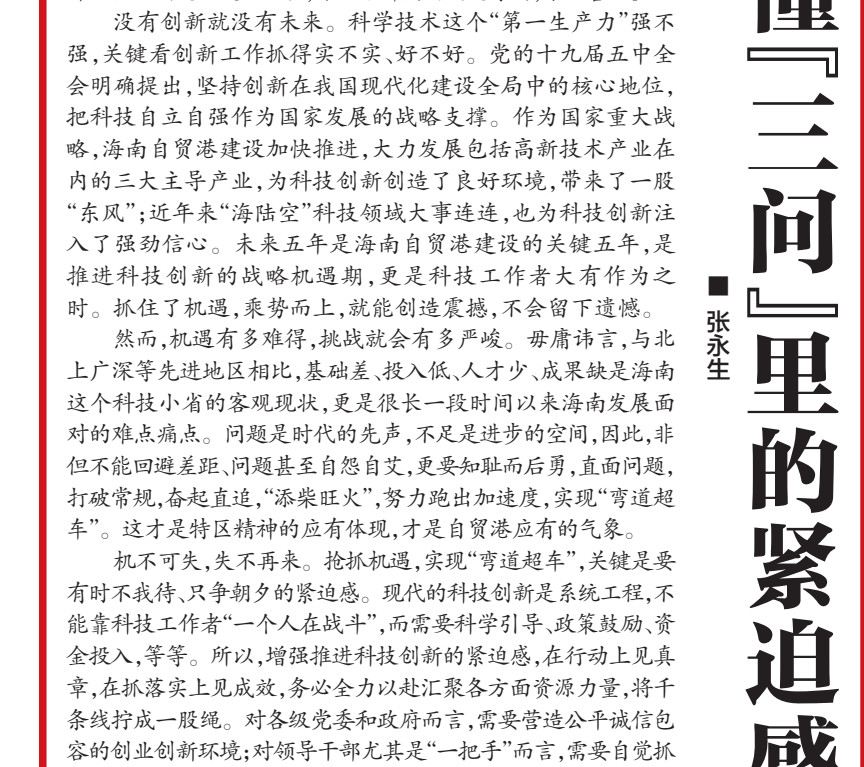 懂『三问』里的紧迫感
■ 张永生
没有创新就没有未来。科学技术这个“第一生产力”强不
强,关键看创新工作抓得实不实、好不好。党的十九届五中全
会明确提出,坚持创新在我国现代化建设全局中的核心地位,
把科技自立自强作为国家发展的战略支撑。作为国家重大战
略,海南自贸港建设加快推进,大力发展包括高新技术产业在
内的三大主导产业,为科技创新创造了良好环境,带来了一股
“东风”;近年来“海陆空”科技领域大事连连,也为科技创新注
入了强劲信心。未来五年是海南自贸港建设的关键五年,是
推进科技创新的战略机遇期,更是科技工作者大有作为之
时。抓住了机遇,乘势而上,就能创造震撼,不会留下遗憾。
然而,机遇有多难得,挑战就会有多严峻。毋庸讳言,与北
上广深等先进地区相比,基础差、投入低、人才少、成果缺是海南
这个科技小省的客观现状,更是很长一段时间以来海南发展面
对的难点痛点。问题是时代的先声,不足是进步的空间,因此,非
但不能回避差距、问题甚至自怨自艾,更要知耻而后勇,直面问题,
打破常规,奋起直追,“添柴旺火”,努力跑出加速度,实现“弯道超
车”。这才是特区精神的应有体现,才是自贸港应有的气象。
机不可失,失不再来。抢抓机遇,实现“弯道超车”,关键是要
有时不我待、只争朝夕的紧迫感。现代的科技创新是系统工程,不
能靠科技工作者“一个人在战斗”,而需要科学引导、政策鼓励、资
金投入,等等。所以,增强推进科技创新的紧迫感,在行动上见真
章,在抓落实上见成效,务必全力以赴汇聚各方面资源力量,将千
条线拧成一股绳。对各级党委和政府而言,需要营造公平诚信包
容的创业创新环境;对领导干部尤其是“一把手”而言,需要自觉抓